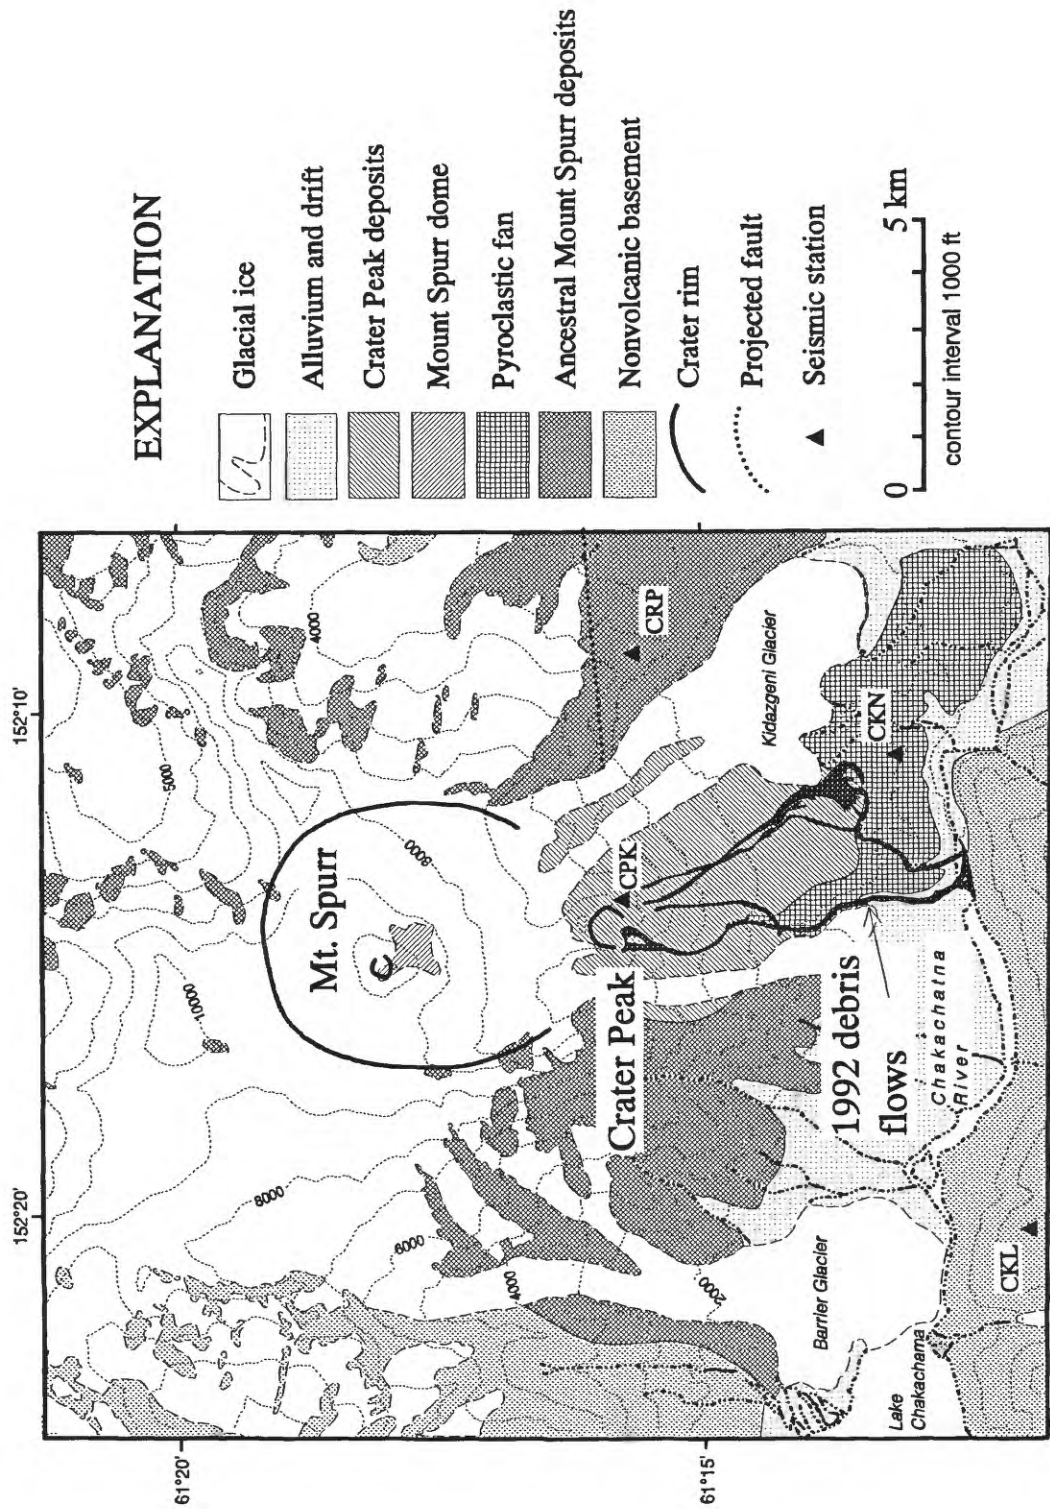 152°20'
152°10'
61°20'
61°15'
10000
5000
8000
8000
6000
4000
4000
2000
Mt. Spurr
Crater Peak
CPK
CRP
CKN
CKL
Kidazgeni Glacier
Barrier Glacier
1992 debris
flows
Chakachatna
River
Lake
Chakachama
EXPLANATION
Glacial ice
Alluvium and drift
Crater Peak deposits
Mount Spurr dome
Pyroclastic fan
Ancestral Mount Spurr deposits
Nonvolcanic basement
Crater rim
Projected fault
Seismic station
0
5 km
contour interval 1000 ft